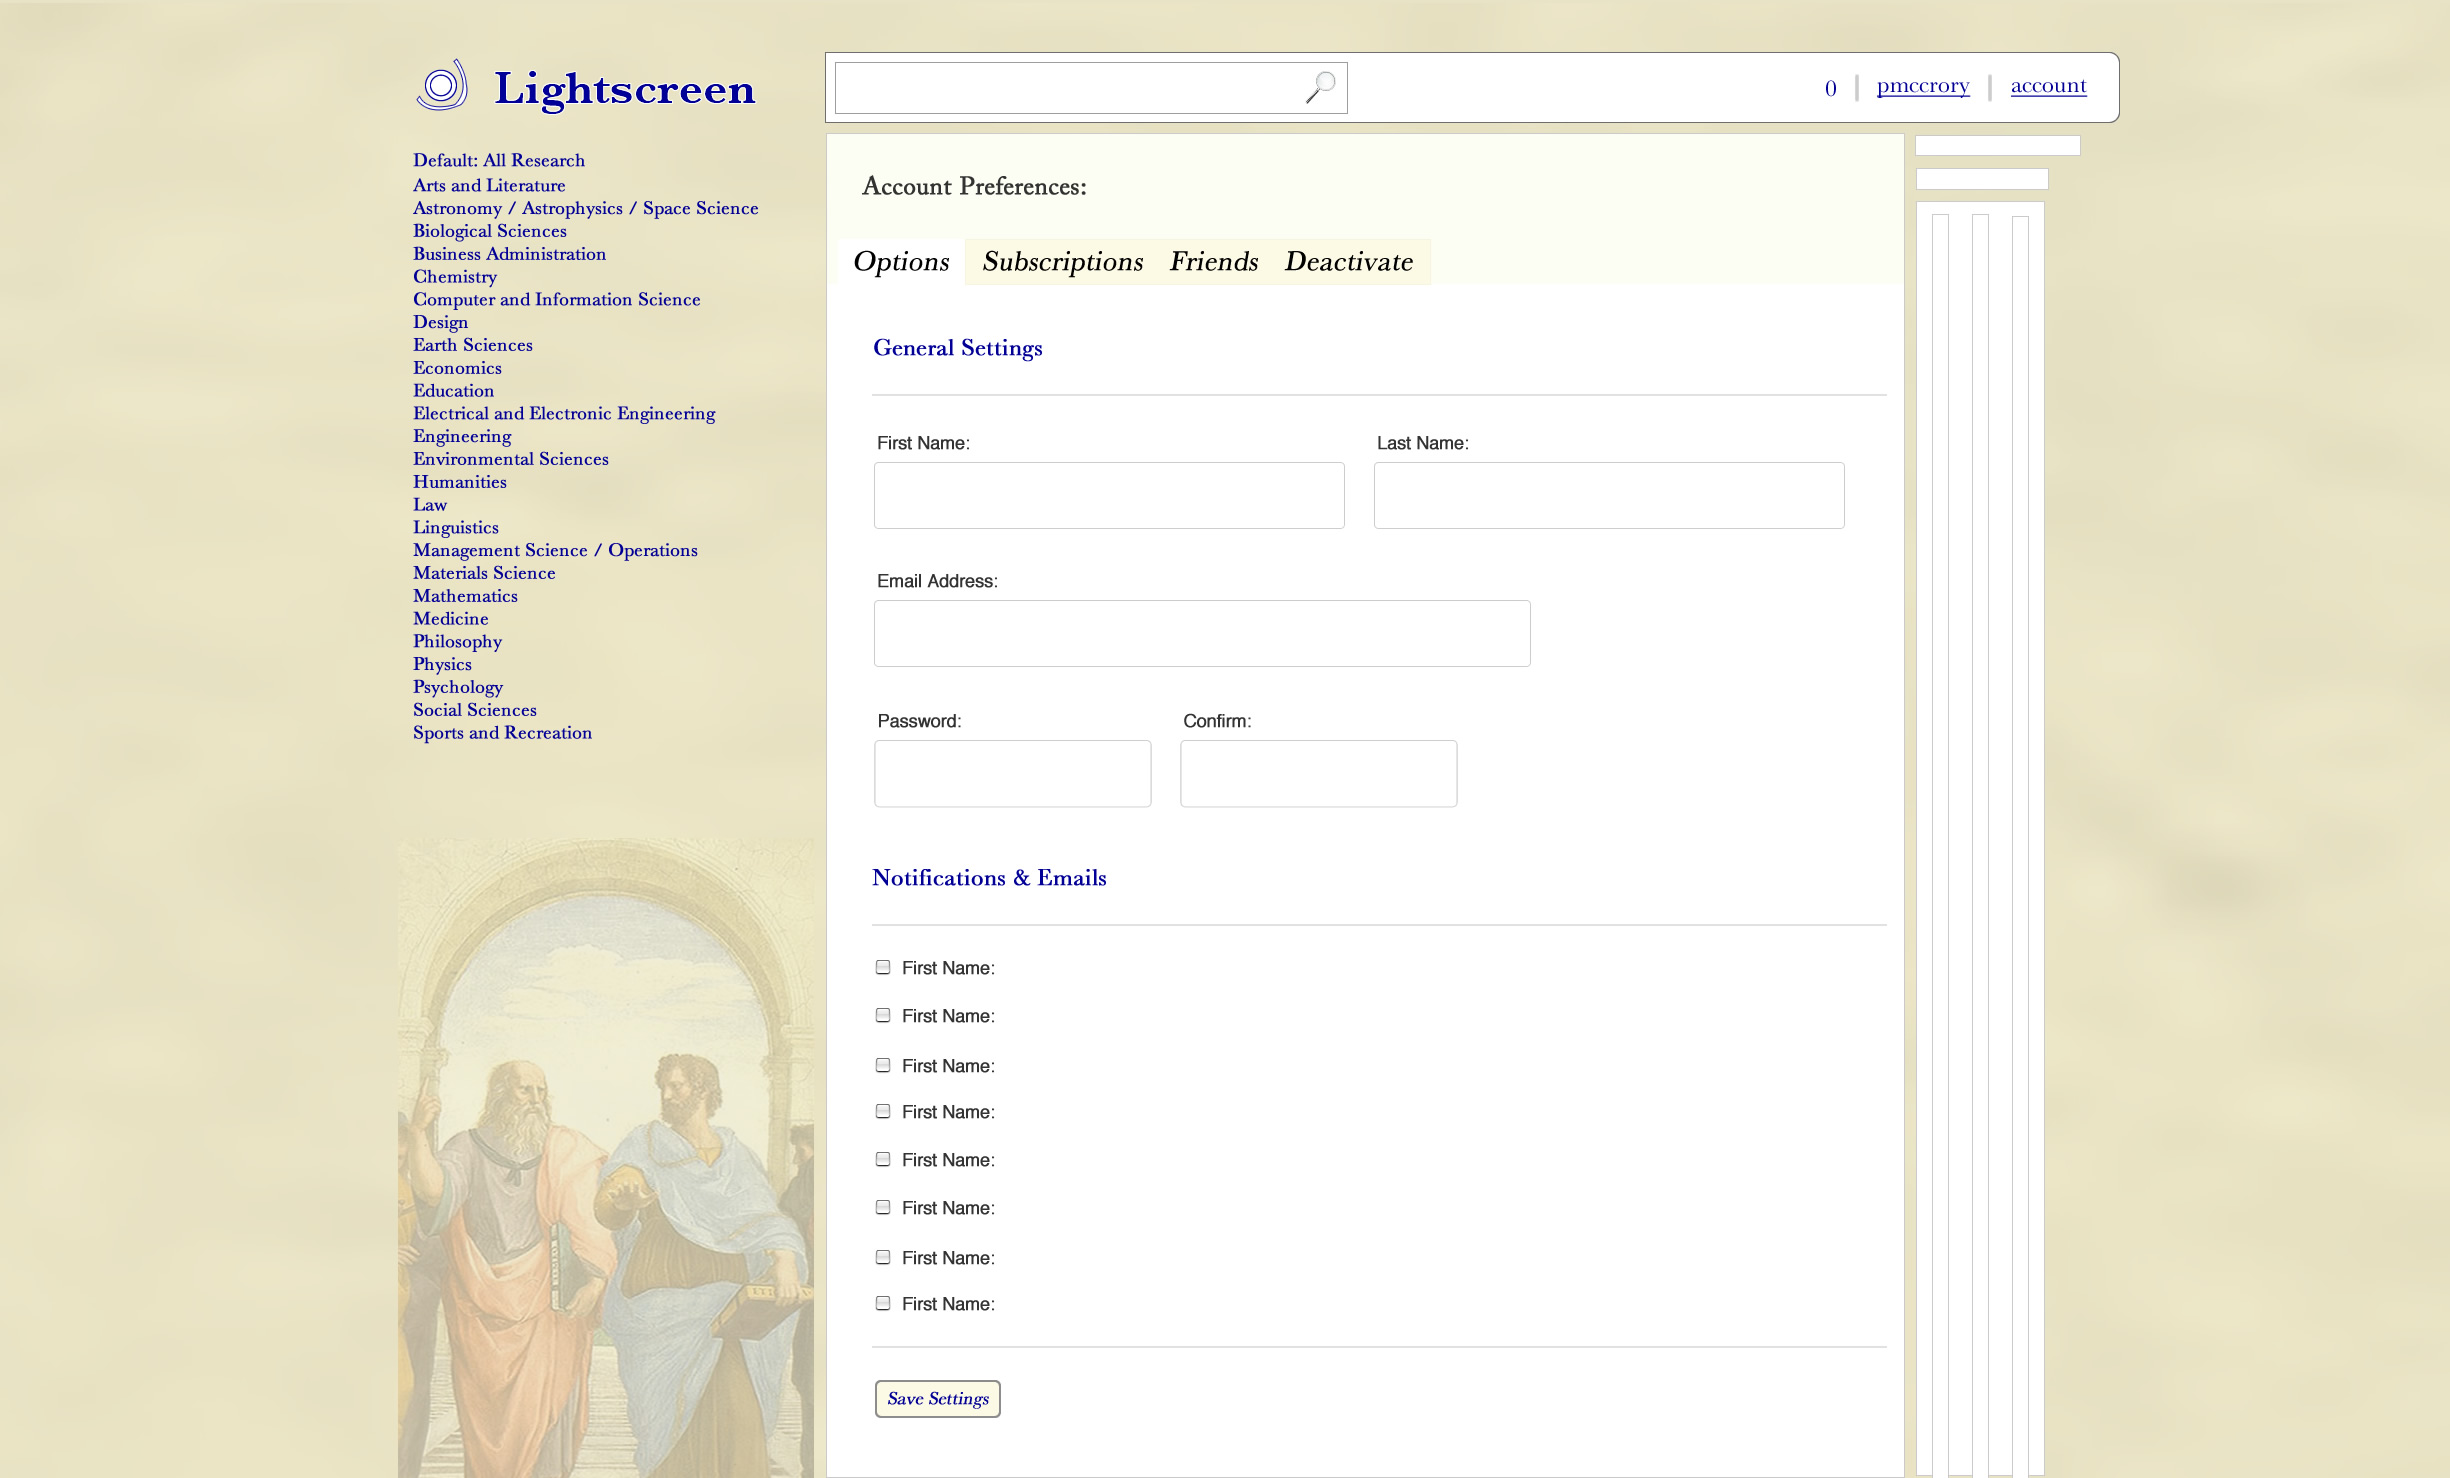 Lightscreen
0 | pmccrory | account
Default: All Research
Arts and Literature
Astronomy / Astrophysics / Space Science
Biological Sciences
Business Administration
Chemistry
Computer and Information Science
Design
Earth Sciences
Economics
Education
Electrical and Electronic Engineering
Engineering
Environmental Sciences
Humanities
Law
Linguistics
Management Science / Operations
Materials Science
Mathematics
Medicine
Philosophy
Physics
Psychology
Social Sciences
Sports and Recreation
Account Preferences:
Options Subscriptions Friends Deactivate
General Settings
First Name: Last Name:
Email Address:
Password: Confirm:
Notifications & Emails
First Name:
First Name:
First Name:
First Name:
First Name:
First Name:
First Name:
First Name:
Save Settings